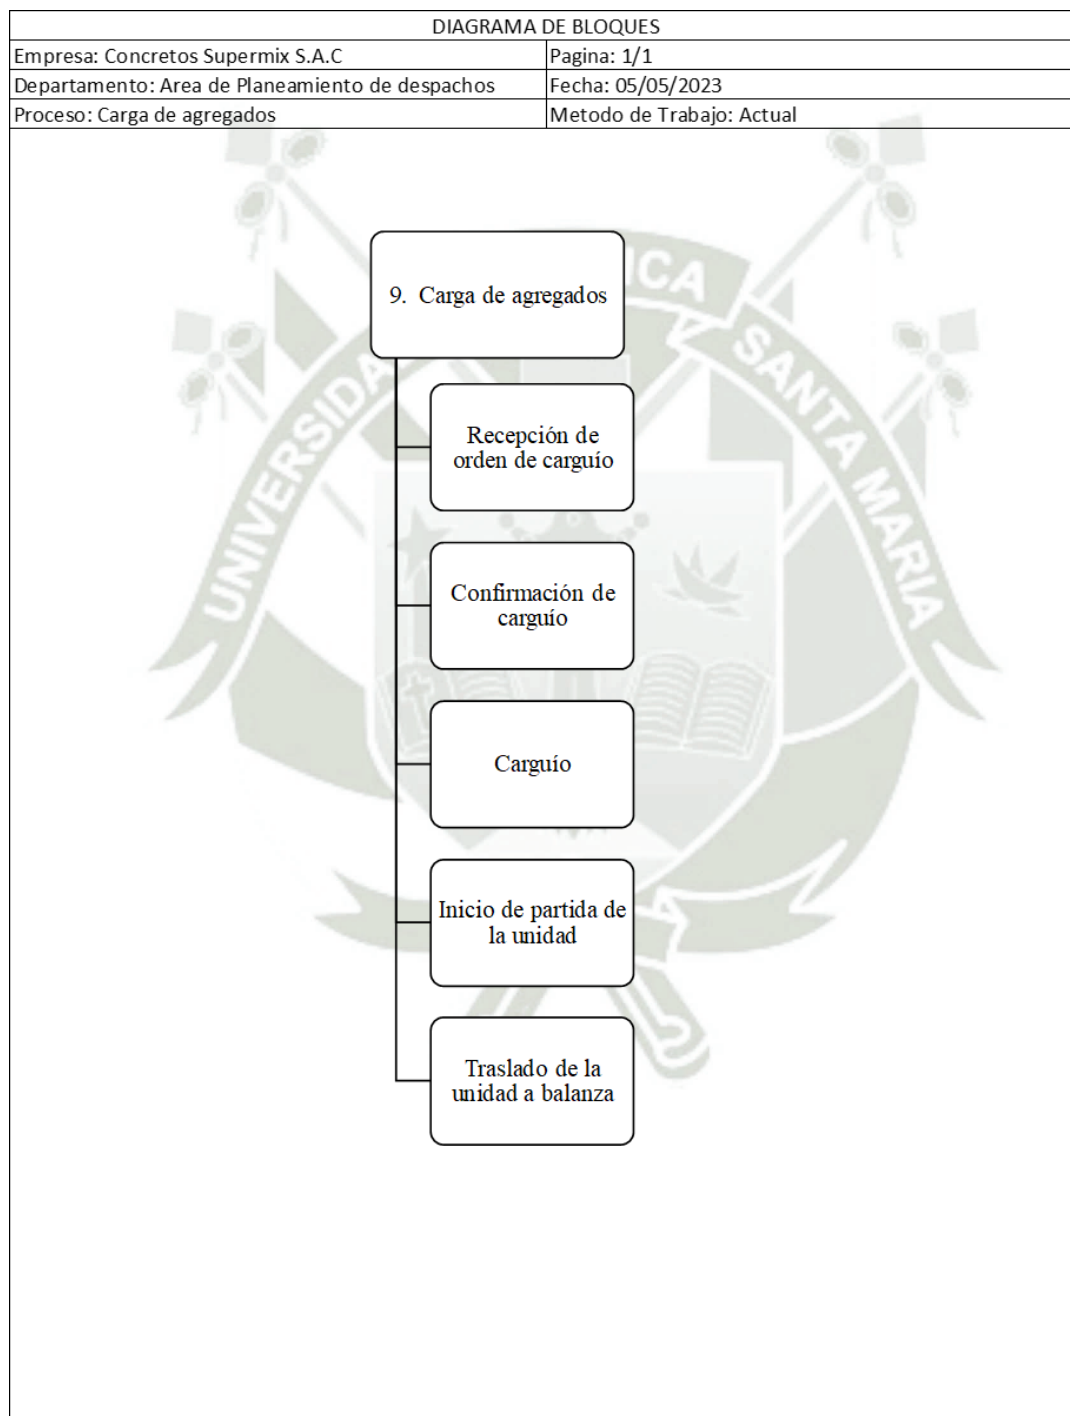 DIAGRAMA DE BLOQUES
Empresa: Concretos Supermix S.A.C
Pagina: 1/1
Departamento: Area de Planeamiento de despachos
Fecha: 05/05/2023
Proceso: Carga de agregados
Metodo de Trabajo: Actual
9. Carga de agregados
Recepción de
orden de carguío
Confirmación de
carguío
Carguío
Inicio de partida de
la unidad
Traslado de la
unidad a balanza
UNIVERSIDA
ICA
SANTA MARIA